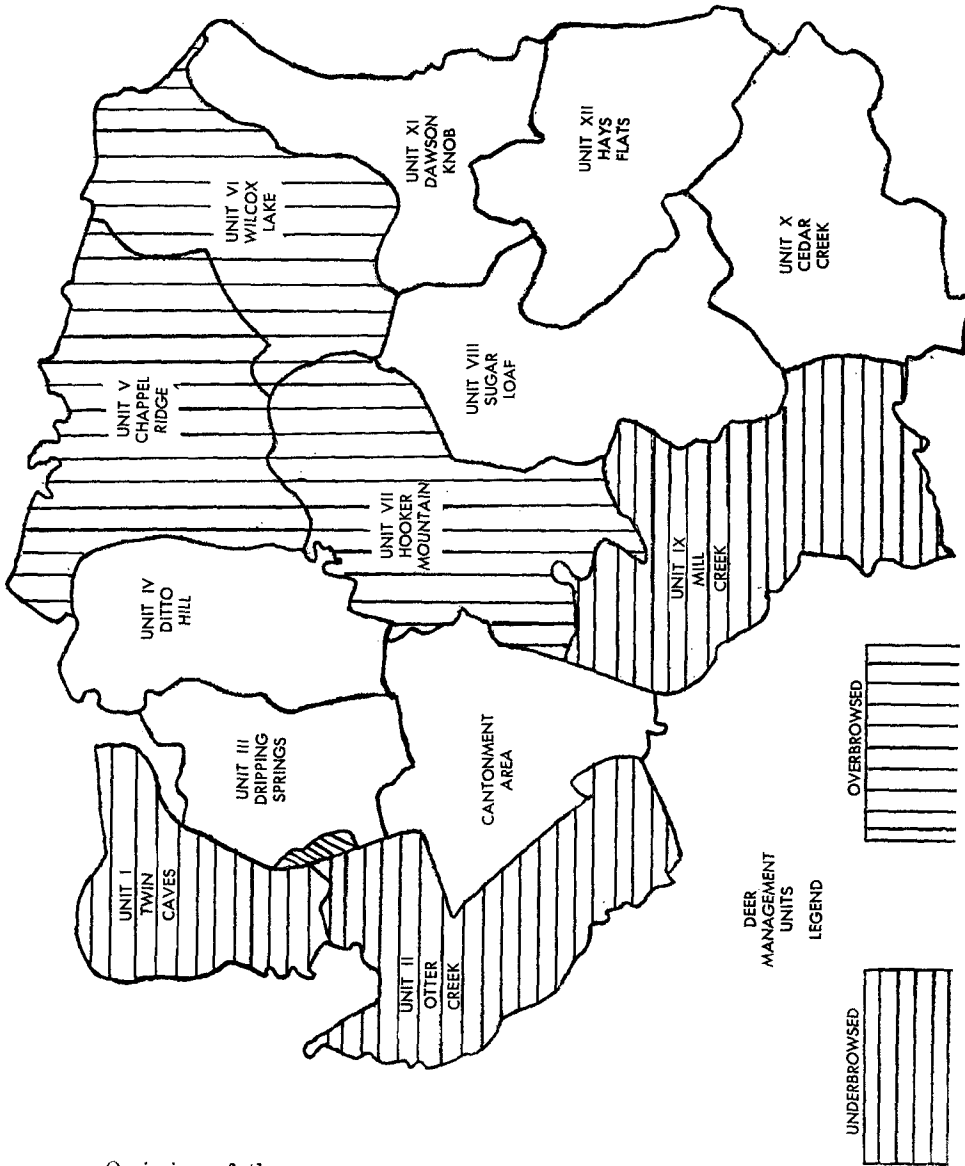 UNIT I
TWIN
CAVES
UNIT II
OTTER
CREEK
UNIT III
DRIPPING
SPRINGS
UNIT IV
DITTO
HILL
UNIT V
CHAPPEL
RIDGE
UNIT VI
WILCOX
LAKE
UNIT VII
HOOKER
MOUNTAIN
UNIT VIII
SUGAR
LOAF
UNIT IX
MILL
CREEK
UNIT X
CEDAR
CREEK
UNIT XI
DAWSON
KNOB
UNIT XII
HAYS
FLATS
CANTONMENT
AREA
DEER
MANAGEMENT
UNITS
LEGEND
UNDERBROWSED
OVERBROWSED